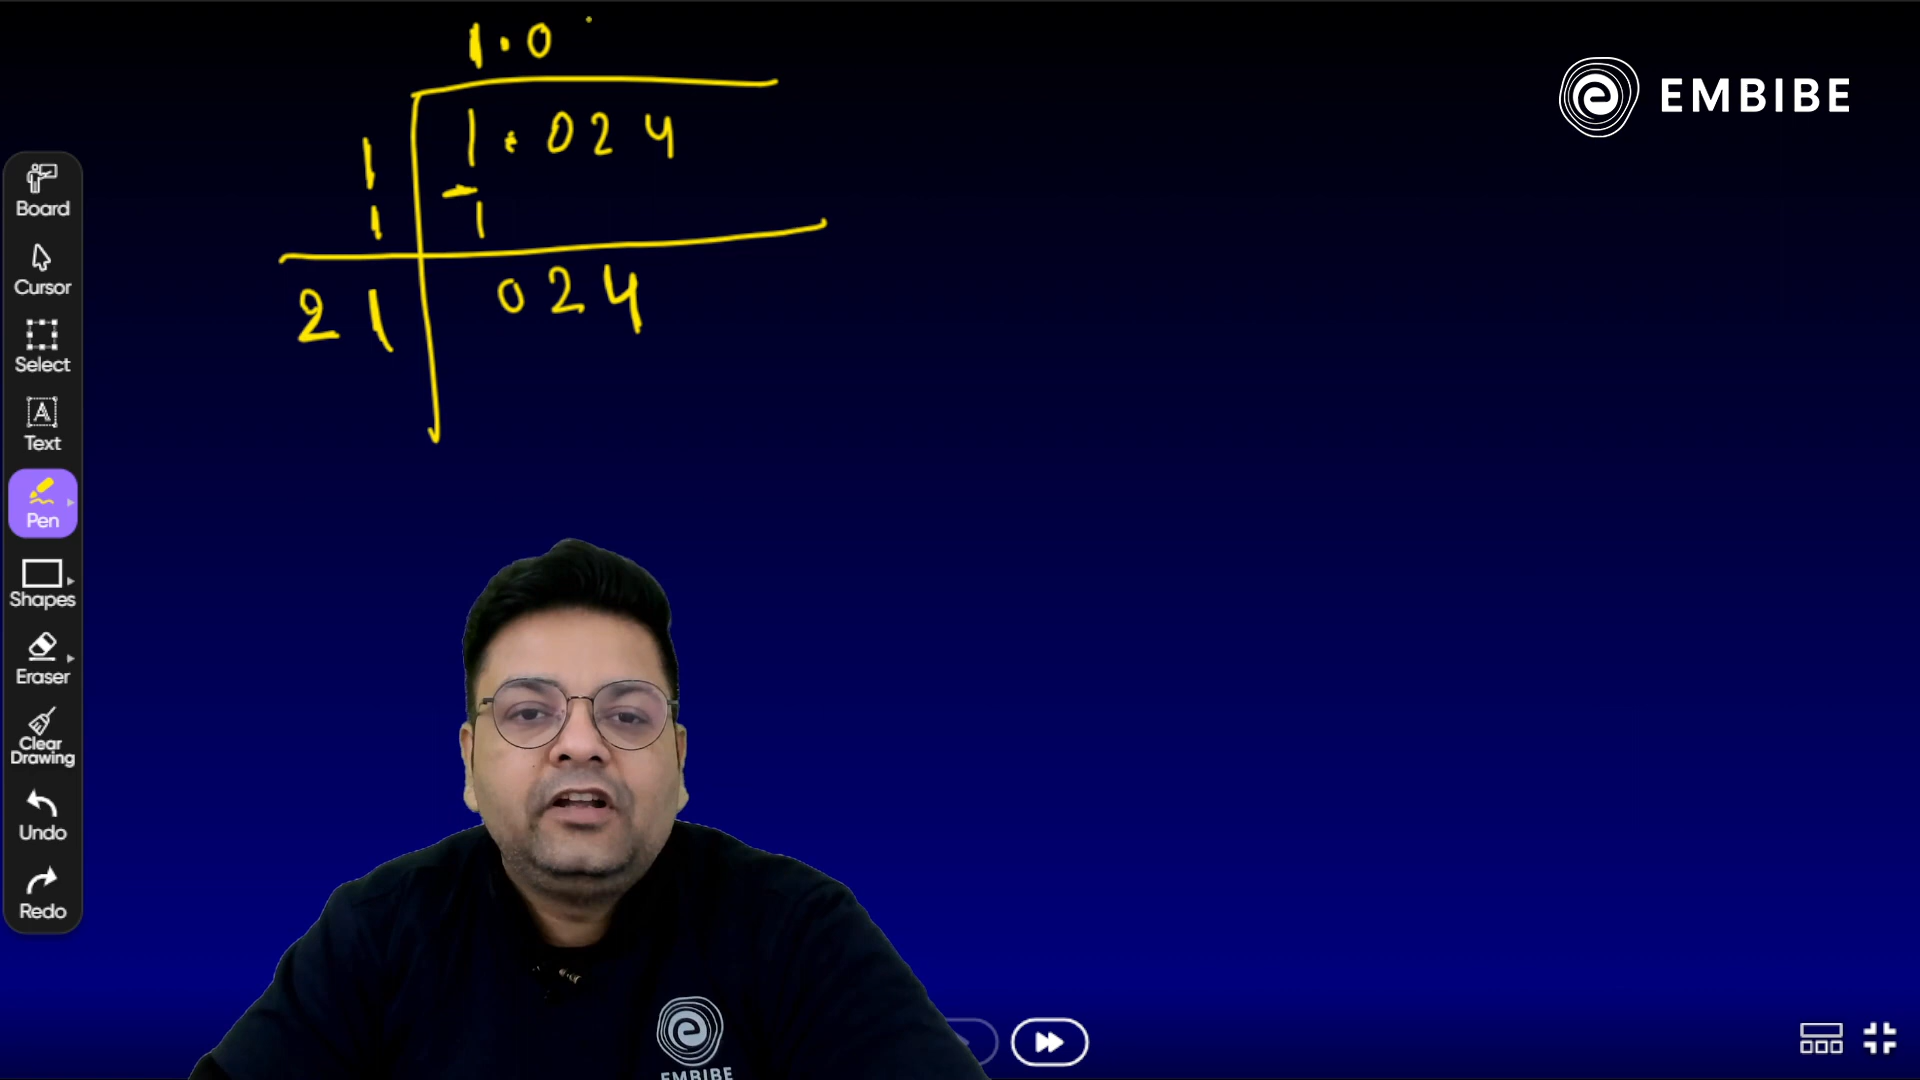 1.0
1 1.024
1 - 1
21 024
EMBIBE
Board
Cursor
Select
Text
Pen
Shapes
Eraser
Clear
Drawing
Undo
Redo
EMBIBE